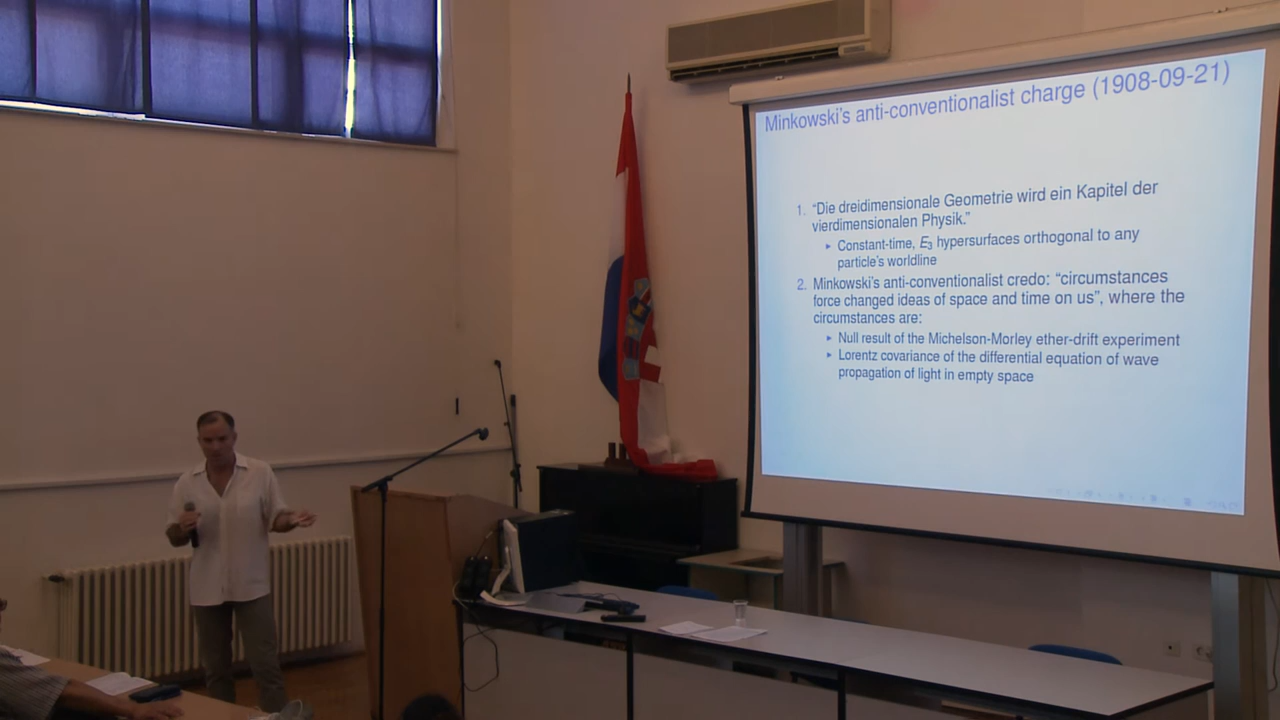 Minkowski's anti-conventionalist charge (1908-09-21)
1. “Die dreidimensionale Geometrie wird ein Kapitel der
vierdimensionalen Physik.”
▸ Constant-time, E₃ hypersurfaces orthogonal to any
particle's worldline
2. Minkowski's anti-conventionalist credo: “circumstances
force changed ideas of space and time on us”, where the
circumstances are:
▸ Null result of the Michelson-Morley ether-drift experiment
▸ Lorentz covariance of the differential equation of wave
propagation of light in empty space